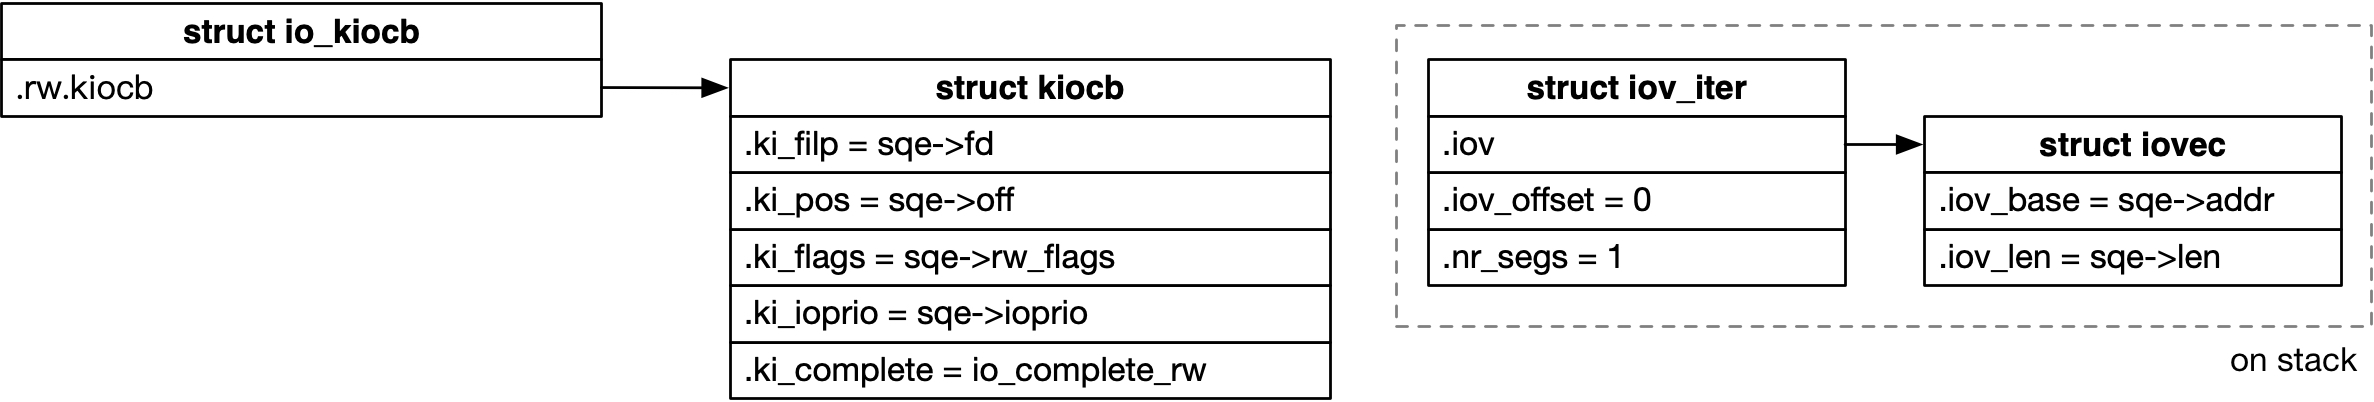 struct io_kiocb
.rw.kiocb
struct kiocb
.ki_filp = sqe->fd
.ki_pos = sqe->off
.ki_flags = sqe->rw_flags
.ki_ioprio = sqe->ioprio
.ki_complete = io_complete_rw
struct iov_iter
.iov
.iov_offset = 0
.nr_segs = 1
struct iovec
.iov_base = sqe->addr
.iov_len = sqe->len
on stack